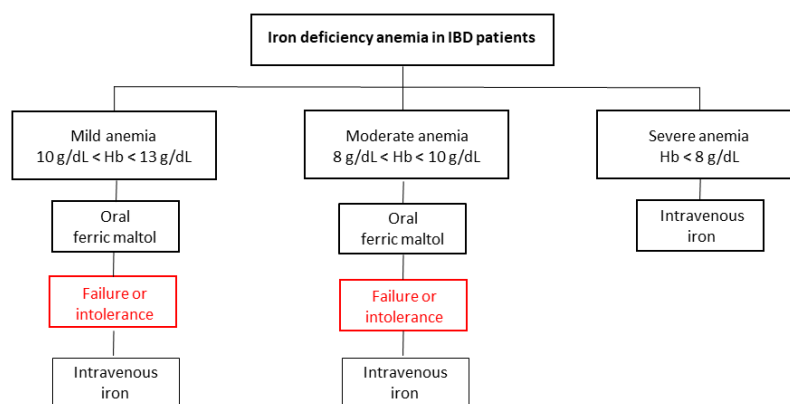 Iron deficiency anemia in IBD patients
Mild anemia
10 g/dL < Hb < 13 g/dL
Moderate anemia
8 g/dL < Hb < 10 g/dL
Severe anemia
Hb < 8 g/dL
Oral
ferric maltol
Oral
ferric maltol
Intravenous
iron
Failure or
intolerance
Failure or
intolerance
Intravenous
iron
Intravenous
iron